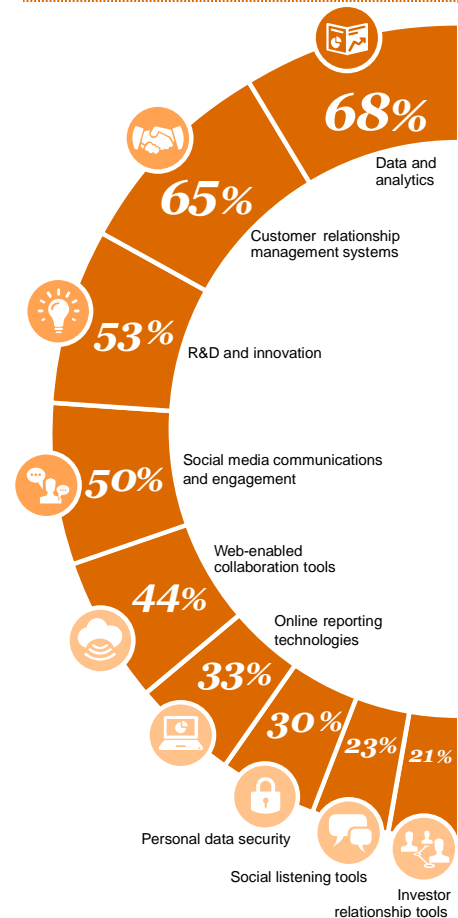 68%
Data and
analytics
65%
Customer relationship
management systems
53%
R&D and innovation
50%
Social media communications
and engagement
Web-enabled
collaboration tools
44%
Online reporting
technologies
33%
30%
Personal data security
23%
Social listening tools
21%
Investor
relationship tools